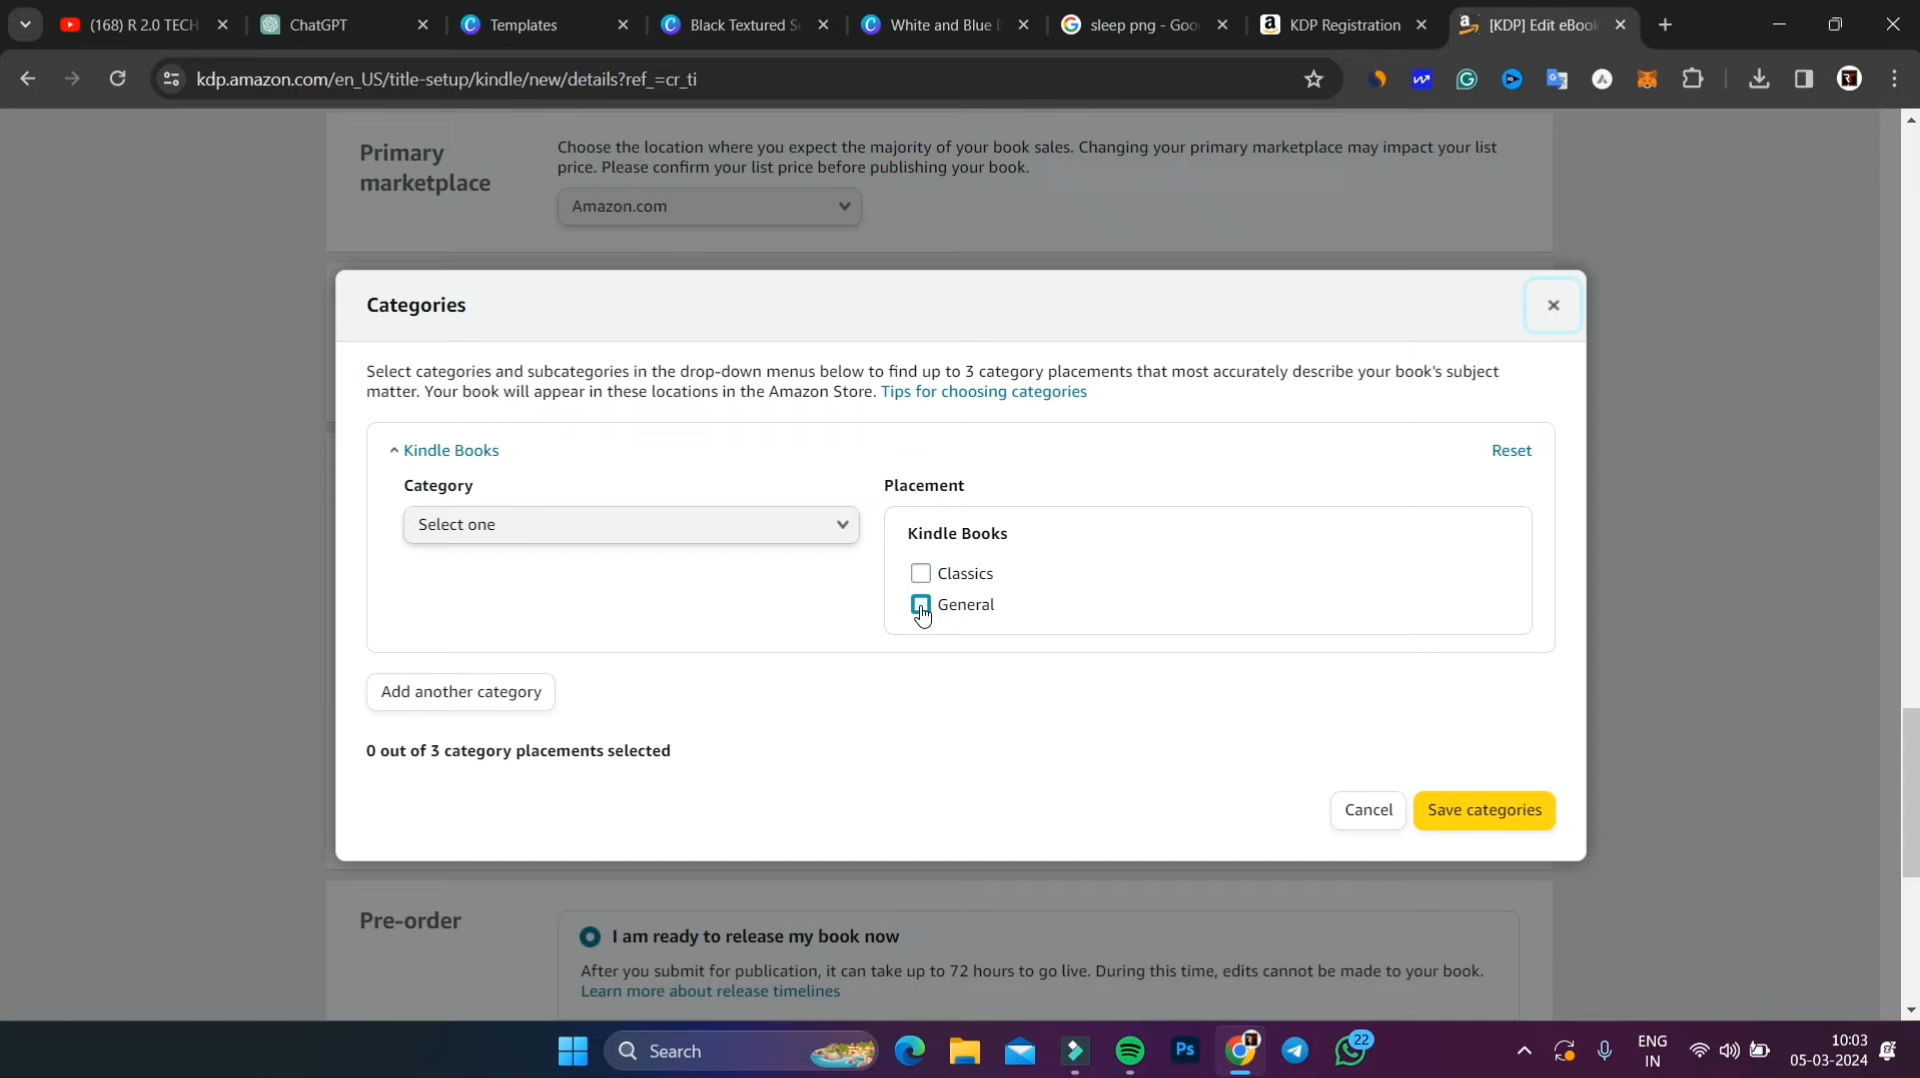 (168) R 2.0 TECH
ChatGPT
Templates
Black Textured S
White and Blue E
sleep png - Goo
KDP Registration
[KDP] Edit eBook
kdp.amazon.com/en_US/title-setup/kindle/new/details?ref_=cr_ti
Primary
marketplace
Choose the location where you expect the majority of your book sales. Changing your primary marketplace may impact your list
price. Please confirm your list price before publishing your book.
Amazon.com
Categories
Select categories and subcategories in the drop-down menus below to find up to 3 category placements that most accurately describe your book's subject
matter. Your book will appear in these locations in the Amazon Store. Tips for choosing categories
Kindle Books
Reset
Category
Placement
Select one
Kindle Books
Classics
General
Add another category
0 out of 3 category placements selected
Cancel
Save categories
Pre-order
I am ready to release my book now
After you submit for publication, it can take up to 72 hours to go live. During this time, edits cannot be made to your book.
Learn more about release timelines
Search
Ps
22
ENG
IN
10:03
05-03-2024